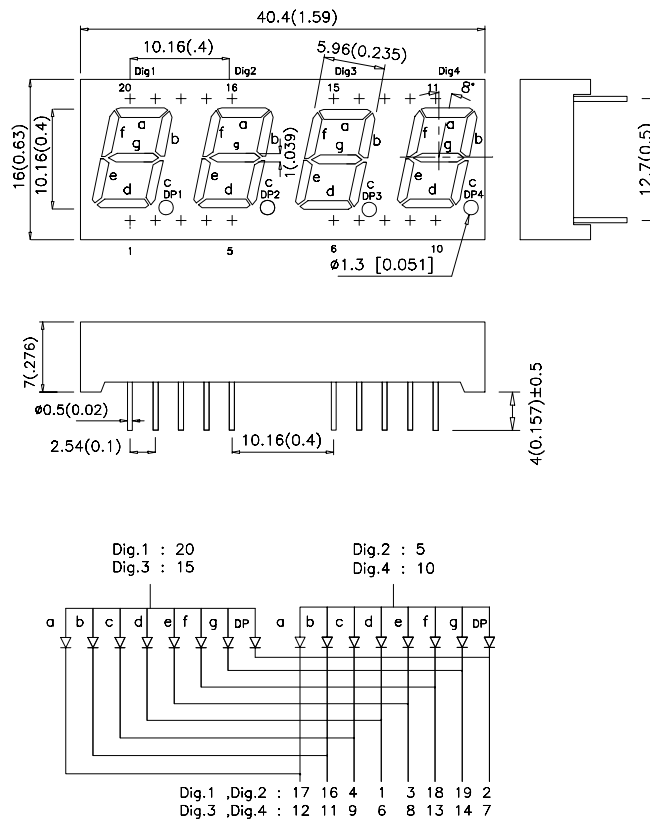 40.4(1.59)
10.16(.4)
5.96(0.235)
Dig1
Dig2
Dig3
Dig4
20
16
15
11
8°
16(0.63)
10.16(0.4)
12.7(0.5)
1(.039)
a
f
b
g
e
d
C
DP1
a
f
b
g
e
d
C
DP2
a
f
b
g
e
d
C
DP3
a
f
b
g
e
d
C
DP4
1
5
6
10
ø1.3 [0.051]
7(.276)
ø0.5(0.02)
2.54(0.1)
10.16(0.4)
4(0.157)±0.5
Dig.1 : 20
Dig.3 : 15
Dig.2 : 5
Dig.4 : 10
a b c d e f g DP
a b c d e f g DP
Dig.1 ,Dig.2 : 17 16 4 1 3 18 19 2
Dig.3 ,Dig.4 : 12 11 9 6 8 13 14 7